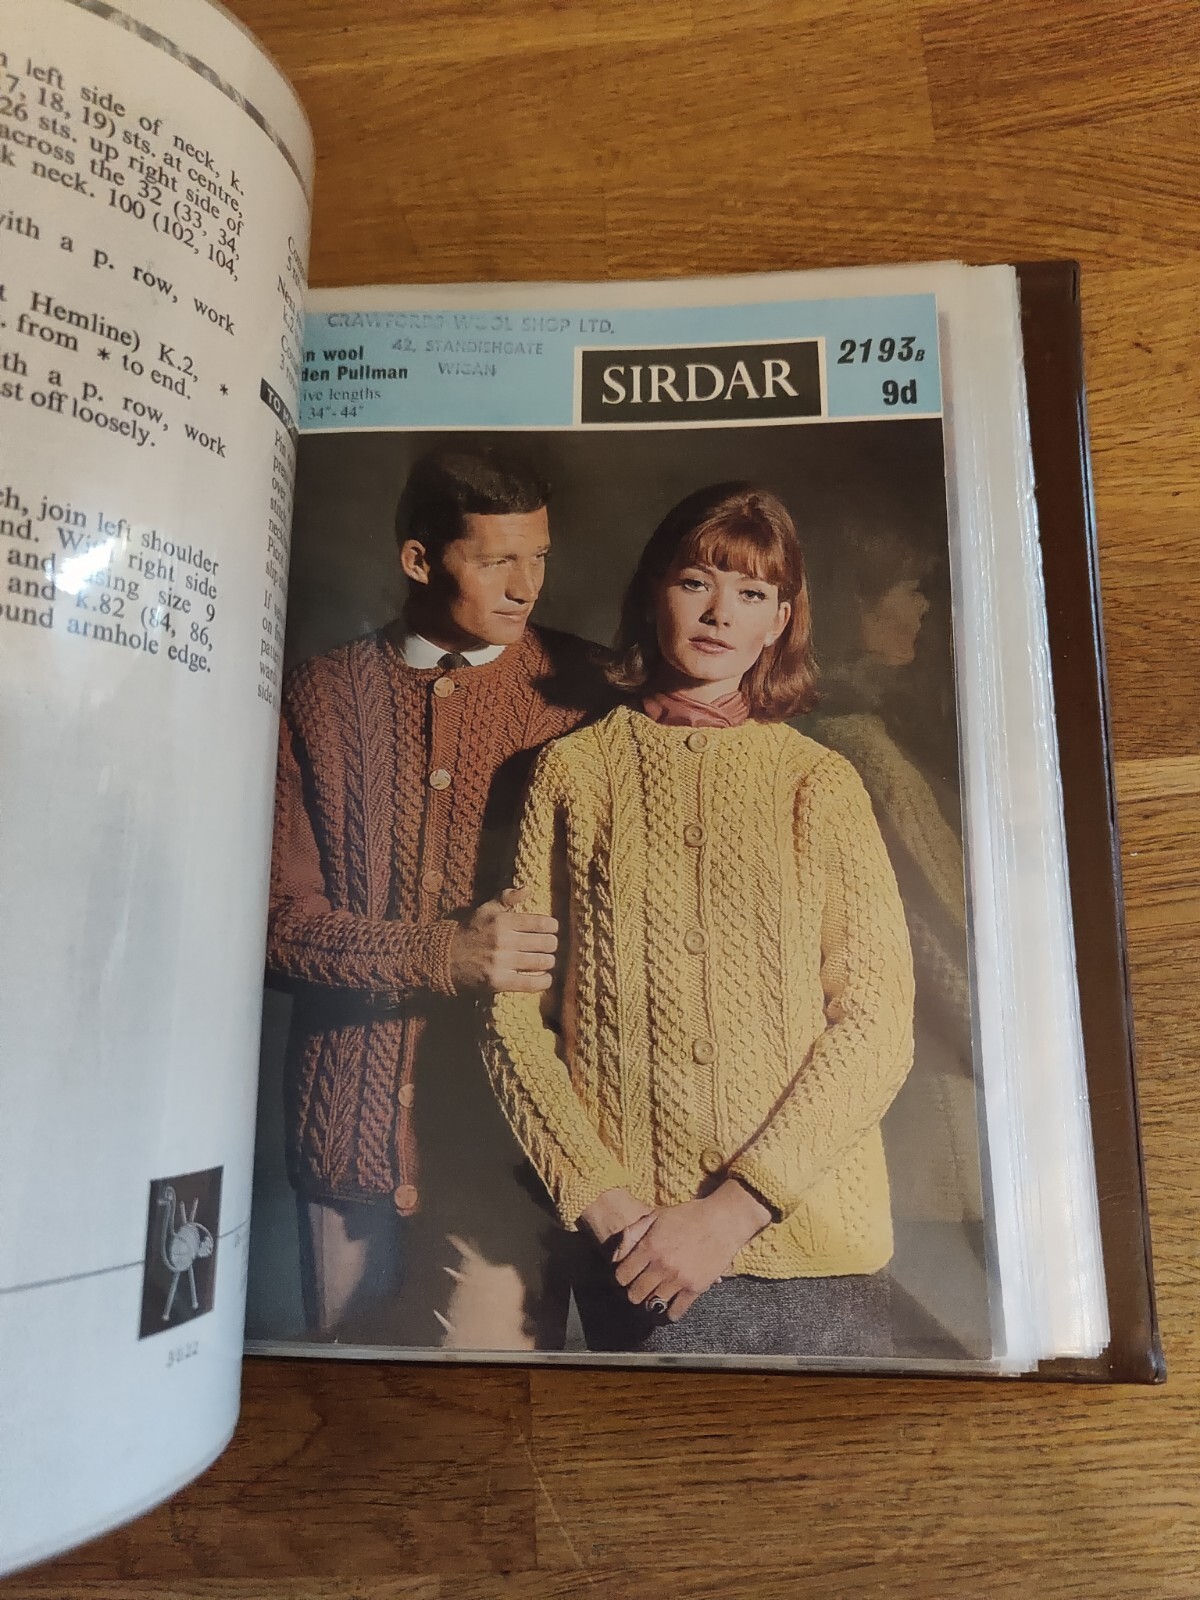 left side of neck, k.
17, 18, 19) sts. at centre,
26 sts. up right side of
across the 32 (33, 34,
k neck. 100 (102, 104,
with a p. row, work
t Hemline) K.2, *
. from * to end.
ith a p. row, work
st off loosely.
ch, join left shoulder
nd. With right side
and using size 9
and k.82 (84, 86,
ound armhole edge.
3022
CRAWFORDS WOOL SHOP LTD.
42, STANDISHGATE
WIGAN
n wool
den Pullman
ive lengths
: 34"- 44"
SIRDAR
2193B
9d